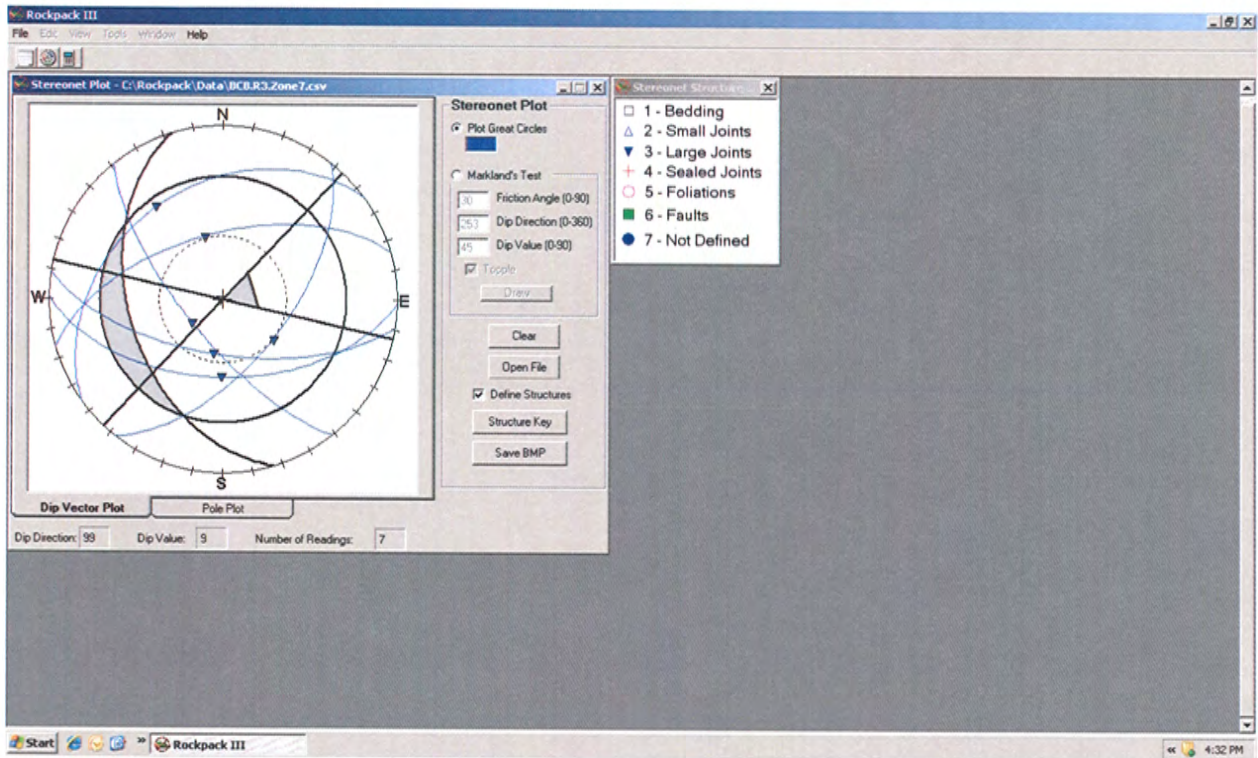 Rockpack III
File Edit View Tools Window Help
Stereonet Plot - C:\Rockpack\Data\BCB.R3.Zone7.csv
N
W
E
S
Dip Vector Plot
Pole Plot
Stereonet Plot
Plot Great Circles
Markland's Test
30 Friction Angle (0-90)
253 Dip Direction (0-360)
45 Dip Value (0-90)
Topple
Draw
Clear
Open File
Define Structures
Structure Key
Save BMP
Dip Direction: 99 Dip Value: 9 Number of Readings: 7
Stereonet Structure
1 - Bedding
2 - Small Joints
3 - Large Joints
4 - Sealed Joints
5 - Foliations
6 - Faults
7 - Not Defined
Start » Rockpack III « 4:32 PM